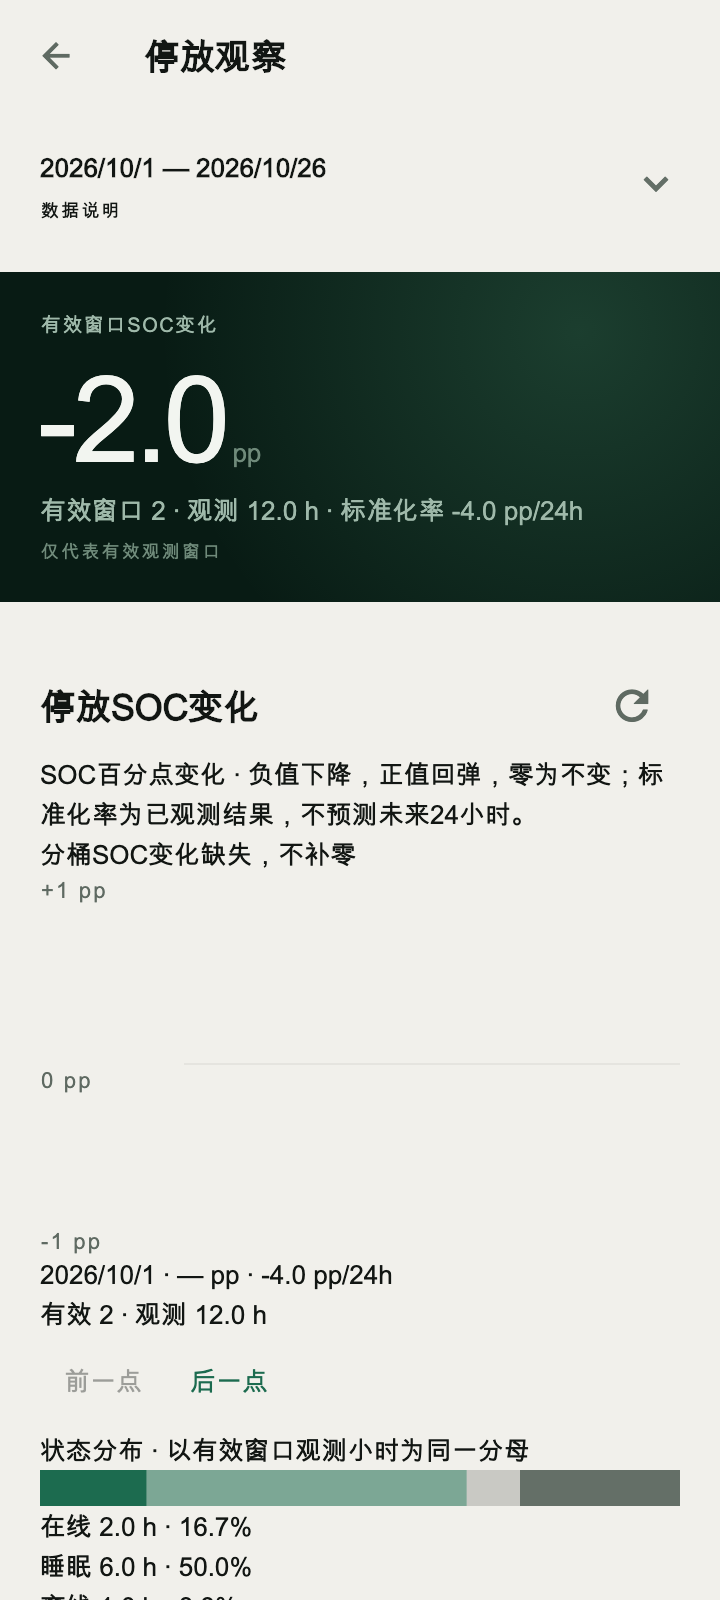 停放观察
2026/10/1 — 2026/10/26
数据说明
有效窗口SOC变化
-2.0 pp
有效窗口 2 · 观测 12.0 h · 标准化率 -4.0 pp/24h
仅代表有效观测窗口
停放SOC变化
SOC百分点变化 · 负值下降，正值回弹，零为不变；标
准化率为已观测结果，不预测未来24小时。
分桶SOC变化缺失，不补零
+1 pp
0 pp
-1 pp
2026/10/1 · — pp · -4.0 pp/24h
有效 2 · 观测 12.0 h
前一点 后一点
状态分布 · 以有效窗口观测小时为同一分母
在线 2.0 h · 16.7%
睡眠 6.0 h · 50.0%